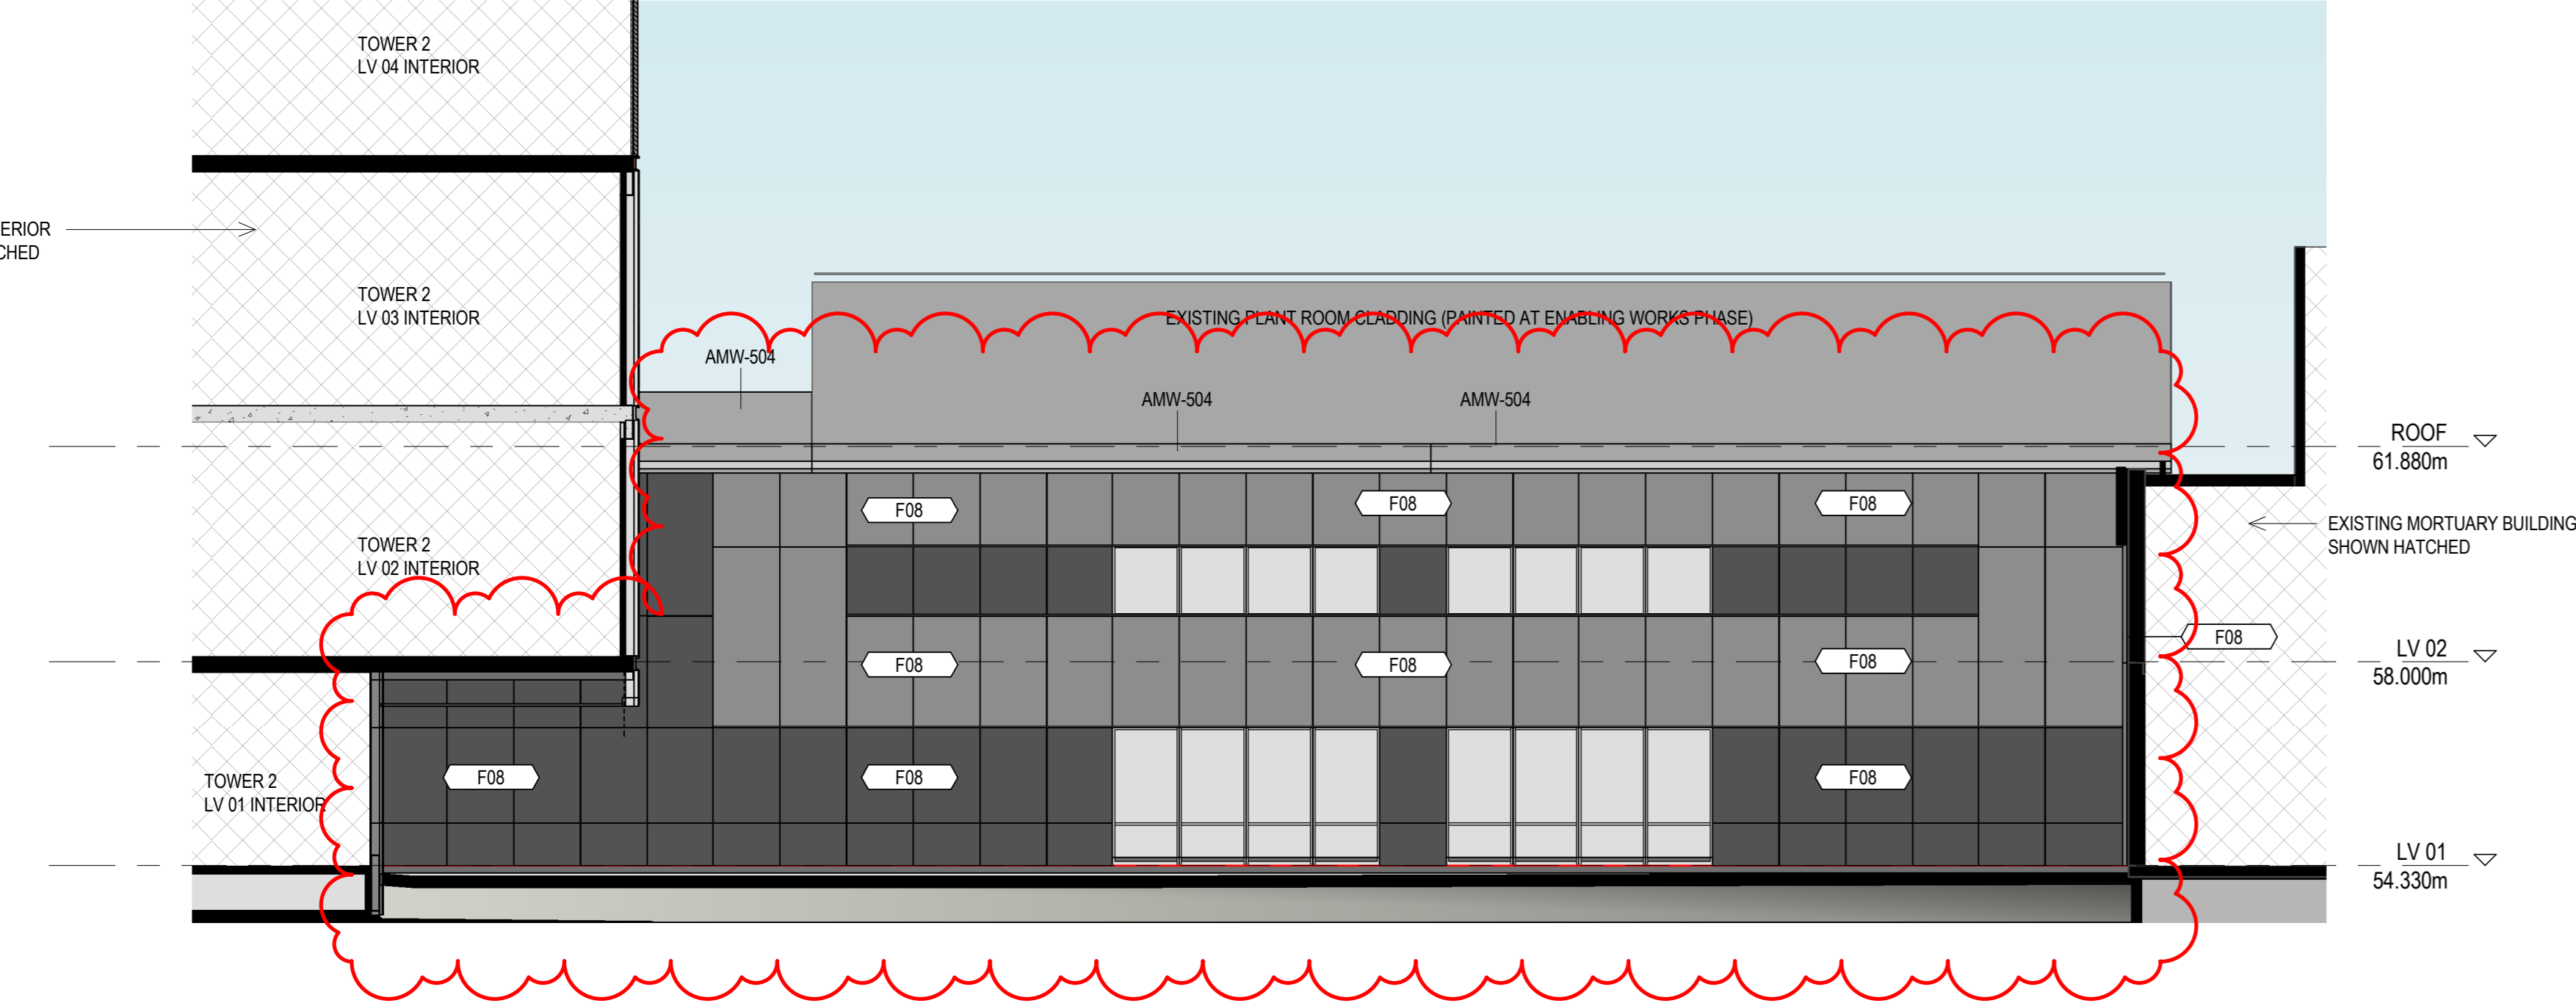 TOWER 2
LV 04 INTERIOR
ERIOR
CHED
TOWER 2
LV 03 INTERIOR
EXISTING PLANT ROOM CLADDING (PAINTED AT ENABLING WORKS PHASE)
AMW-504
AMW-504
AMW-504
ROOF
61.880m
F08
F08
F08
EXISTING MORTUARY BUILDING
SHOWN HATCHED
TOWER 2
LV 02 INTERIOR
F08
LV 02
58.000m
F08
F08
F08
TOWER 2
LV 01 INTERIOR
F08
F08
F08
LV 01
54.330m